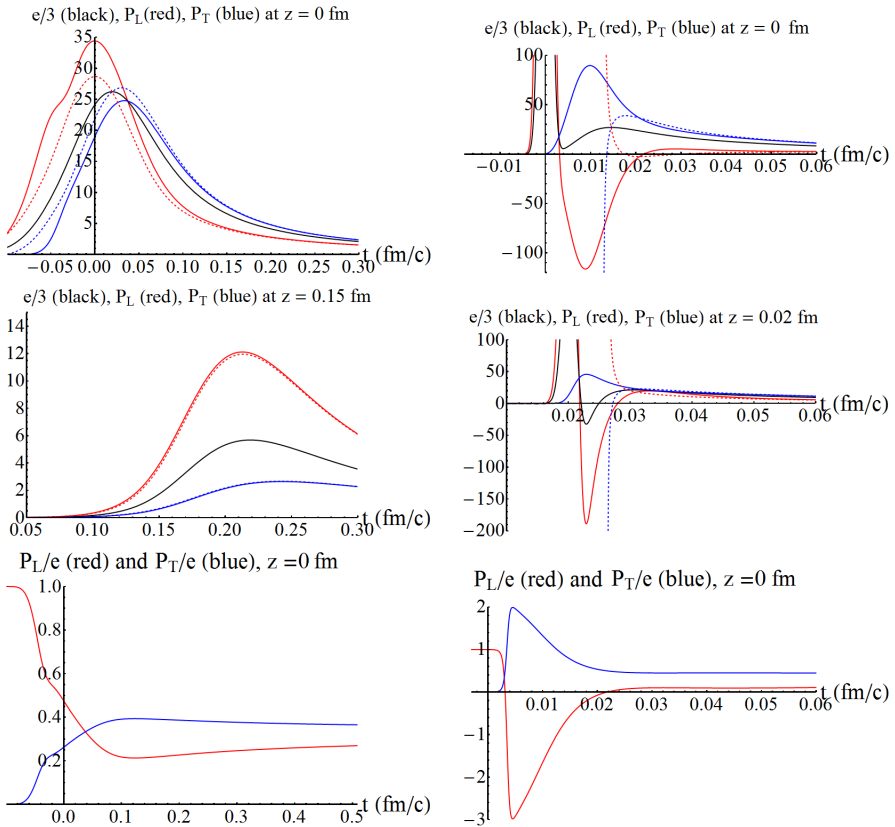 e/3 (black), P_L(red), P_T (blue) at z = 0 fm
35
30
25
20
15
10
5
−0.05 0.00 0.05 0.10 0.15 0.20 0.25 0.30
t (fm/c)
e/3 (black), P_L (red), P_T (blue) at z = 0 fm
100
50
−50
−100
−0.01 0.01 0.02 0.03 0.04 0.05 0.06
t (fm/c)
e/3 (black), P_L (red), P_T (blue) at z = 0.15 fm
14
12
10
8
6
4
2
0
0.05 0.10 0.15 0.20 0.25 0.30
t (fm/c)
e/3 (black), P_L (red), P_T (blue) at z = 0.02 fm
100
50
0
−50
−100
−150
−200
0.02 0.03 0.04 0.05 0.06
t (fm/c)
P_L/e (red) and P_T/e (blue), z =0 fm
1.0
0.8
0.6
0.4
0.2
0.0 0.1 0.2 0.3 0.4 0.5
t (fm/c)
P_L/e (red) and P_T/e (blue), z=0 fm
2
1
−1
−2
−3
0.01 0.02 0.03 0.04 0.05 0.06
t (fm/c)